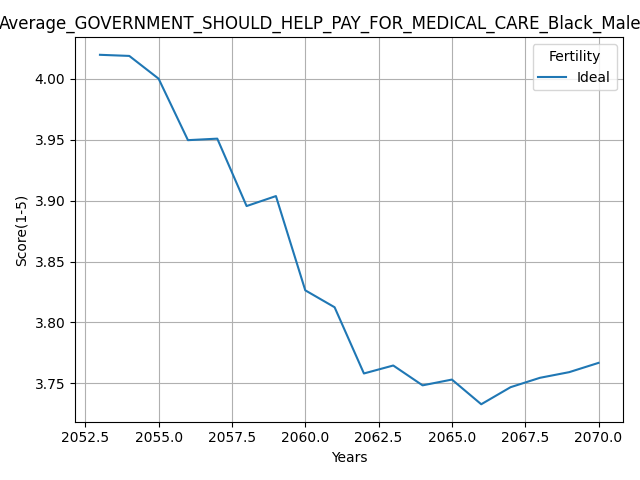 Average_GOVERNMENT_SHOULD_HELP_PAY_FOR_MEDICAL_CARE_Black_Male
Fertility
Ideal
4.00
3.95
3.90
3.85
3.80
3.75
Score(1-5)
2052.5 2055.0 2057.5 2060.0 2062.5 2065.0 2067.5 2070.0
Years